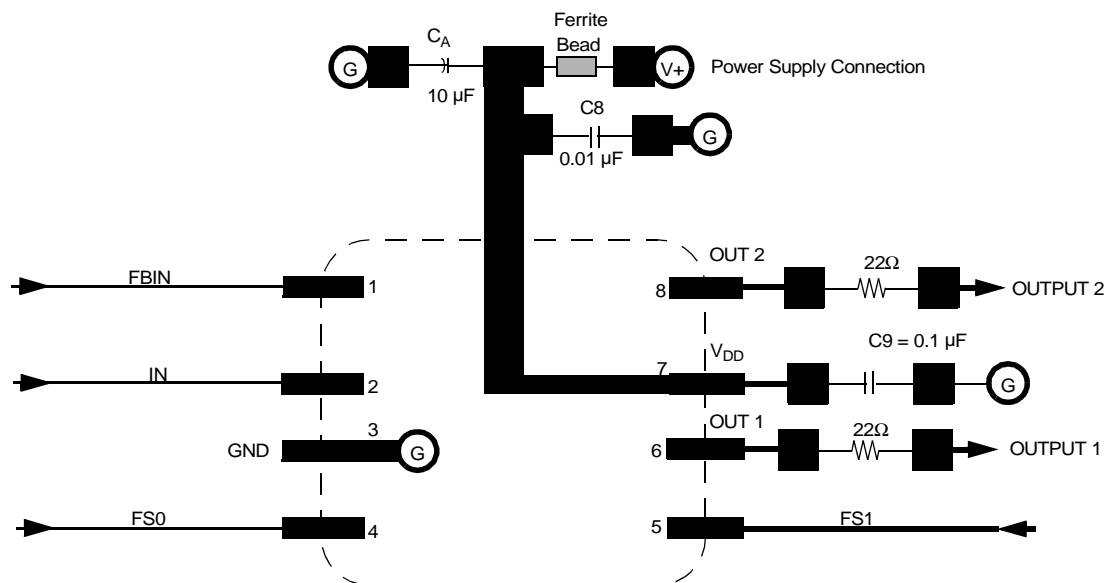 Ferrite
Bead
C_A
G
V+
Power Supply Connection
10 µF
C8
G
0.01 µF
OUT 2
22Ω
FBIN
1
8
OUTPUT 2
V_DD
C9 = 0.1 µF
IN
2
7
G
3
OUT 1
22Ω
GND
G
6
OUTPUT 1
FS0
4
5
FS1